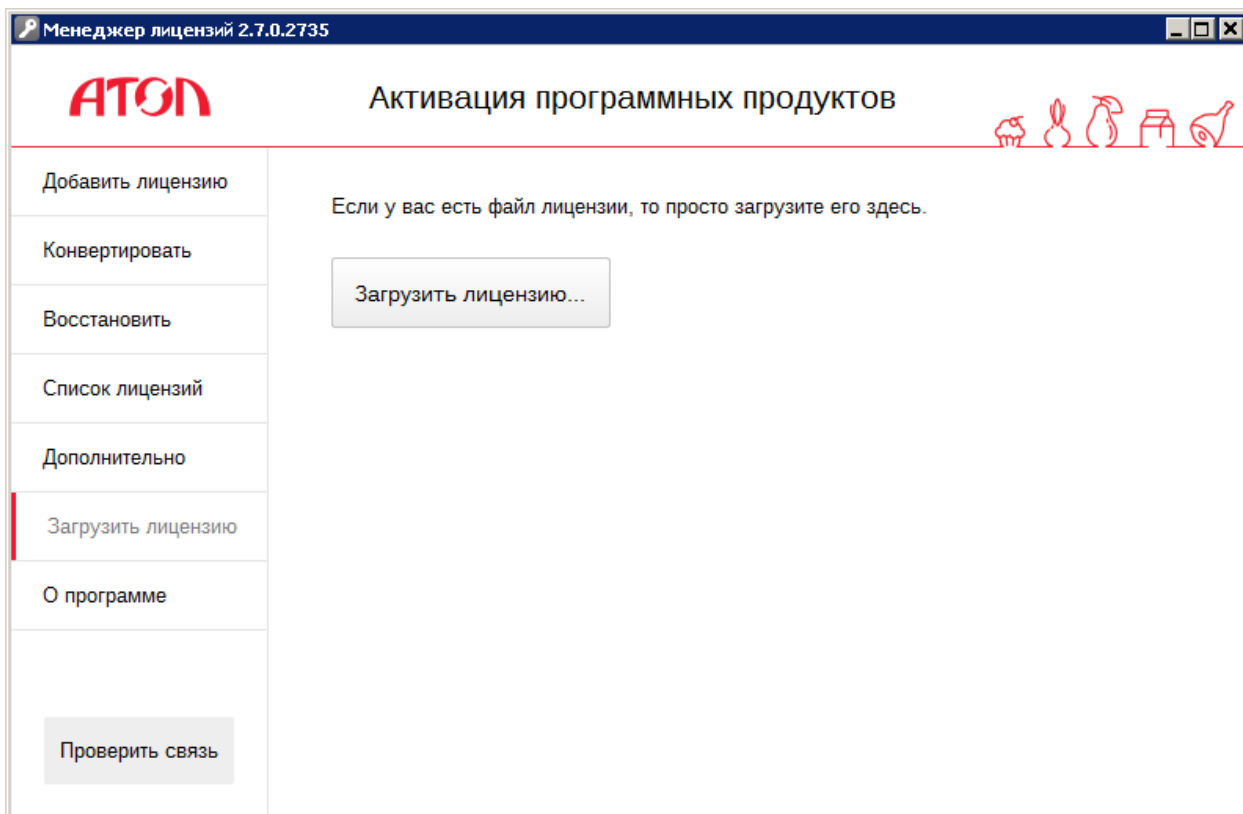 Менеджер лицензий 2.7.0.2735
АТОЛ
Активация программных продуктов
Добавить лицензию
Конвертировать
Восстановить
Список лицензий
Дополнительно
Загрузить лицензию
О программе
Проверить связь
Если у вас есть файл лицензии, то просто загрузите его здесь.
Загрузить лицензию...